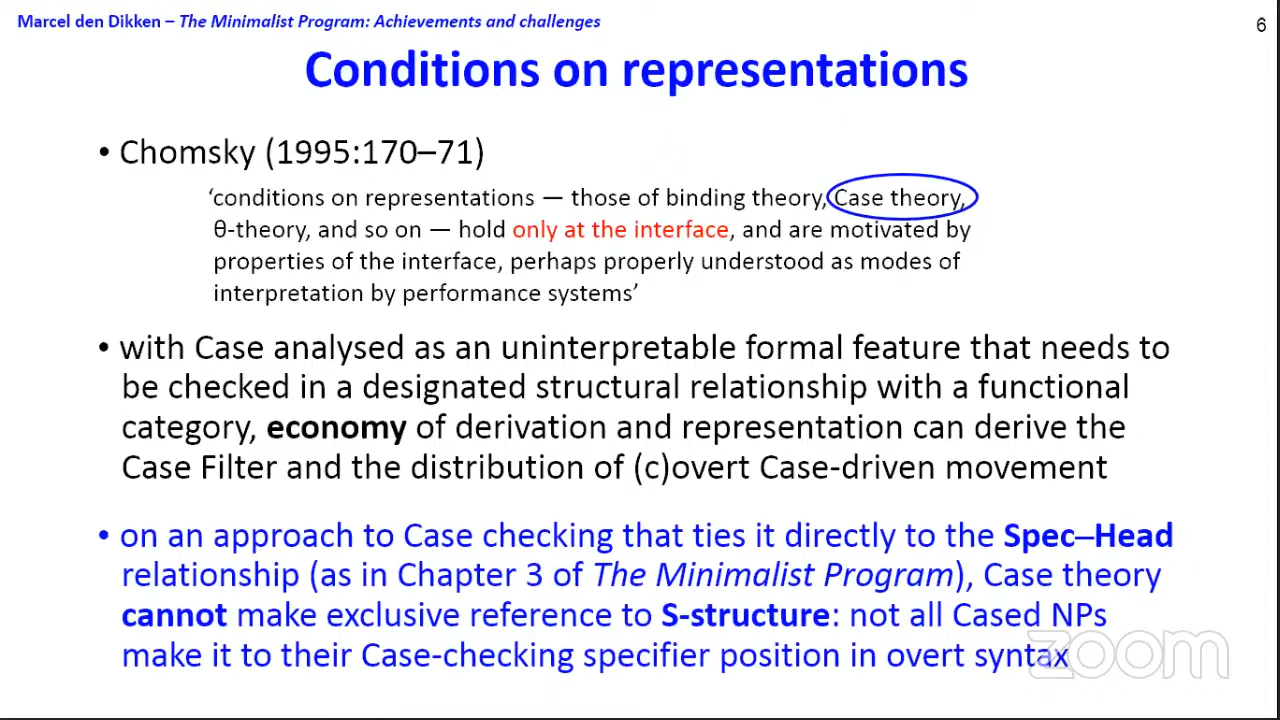 Marcel den Dikken – The Minimalist Program: Achievements and challenges
6
Conditions on representations
• Chomsky (1995:170–71)
‘conditions on representations — those of binding theory, Case theory,
θ-theory, and so on — hold only at the interface, and are motivated by
properties of the interface, perhaps properly understood as modes of
interpretation by performance systems’
• with Case analysed as an uninterpretable formal feature that needs to
be checked in a designated structural relationship with a functional
category, economy of derivation and representation can derive the
Case Filter and the distribution of (c)overt Case-driven movement
• on an approach to Case checking that ties it directly to the Spec–Head
relationship (as in Chapter 3 of The Minimalist Program), Case theory
cannot make exclusive reference to S-structure: not all Cased NPs
make it to their Case-checking specifier position in overt syntax
zoom